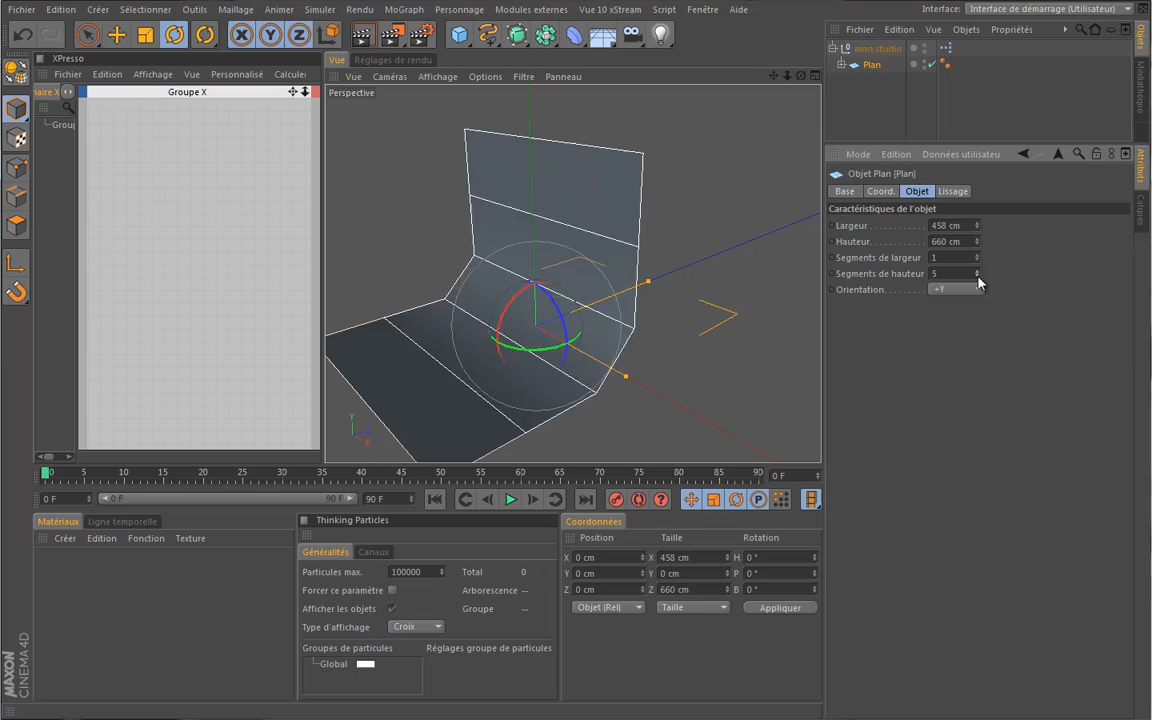 Fichier Edition Créer Sélectionner Outils Maillage Animer Simuler Rendu MoGraph Personnage Modules externes Vue 10 xStream Script Fenêtre Aide Interface: Interface de démarrage (Utilisateur)
XPresso
Fichier Edition Affichage Vue Personnalisé Calculer
naire X Groupe X
Group
Vue Réglages de rendu
Vue Caméras Affichage Options Filtre Panneau
Perspective
Y
X
Fichier Edition Vue Objets Propriétés
mon studio
Plan
Objets
Médiathèque
Mode Edition Données utilisateur
Objet Plan [Plan]
Base Coord. Objet Lissage
Caractéristiques de l'objet
Largeur 458 cm
Hauteur 660 cm
Segments de largeur 1
Segments de hauteur 5
Orientation +Y
Attributs
Calques
0 5 10 15 20 25 30 35 40 45 50 55 60 65 70 75 80 85 90 0 F
0 F 0 F 90 F 90 F
Matériaux Ligne temporelle
Créer Edition Fonction Texture
Thinking Particles
Généralités Canaux
Particules max. 100000 Total 0
Forcer ce paramètre Arborescence --
Afficher les objets Groupe --
Type d'affichage Croix
Groupes de particules Réglages groupe de particules
Global
Coordonnées
Position Taille Rotation
X 0 cm X 458 cm H 0 °
Y 0 cm Y 0 cm P 0 °
Z 0 cm Z 660 cm B 0 °
Objet (Rel) Taille Appliquer
MAXON
CINEMA 4D